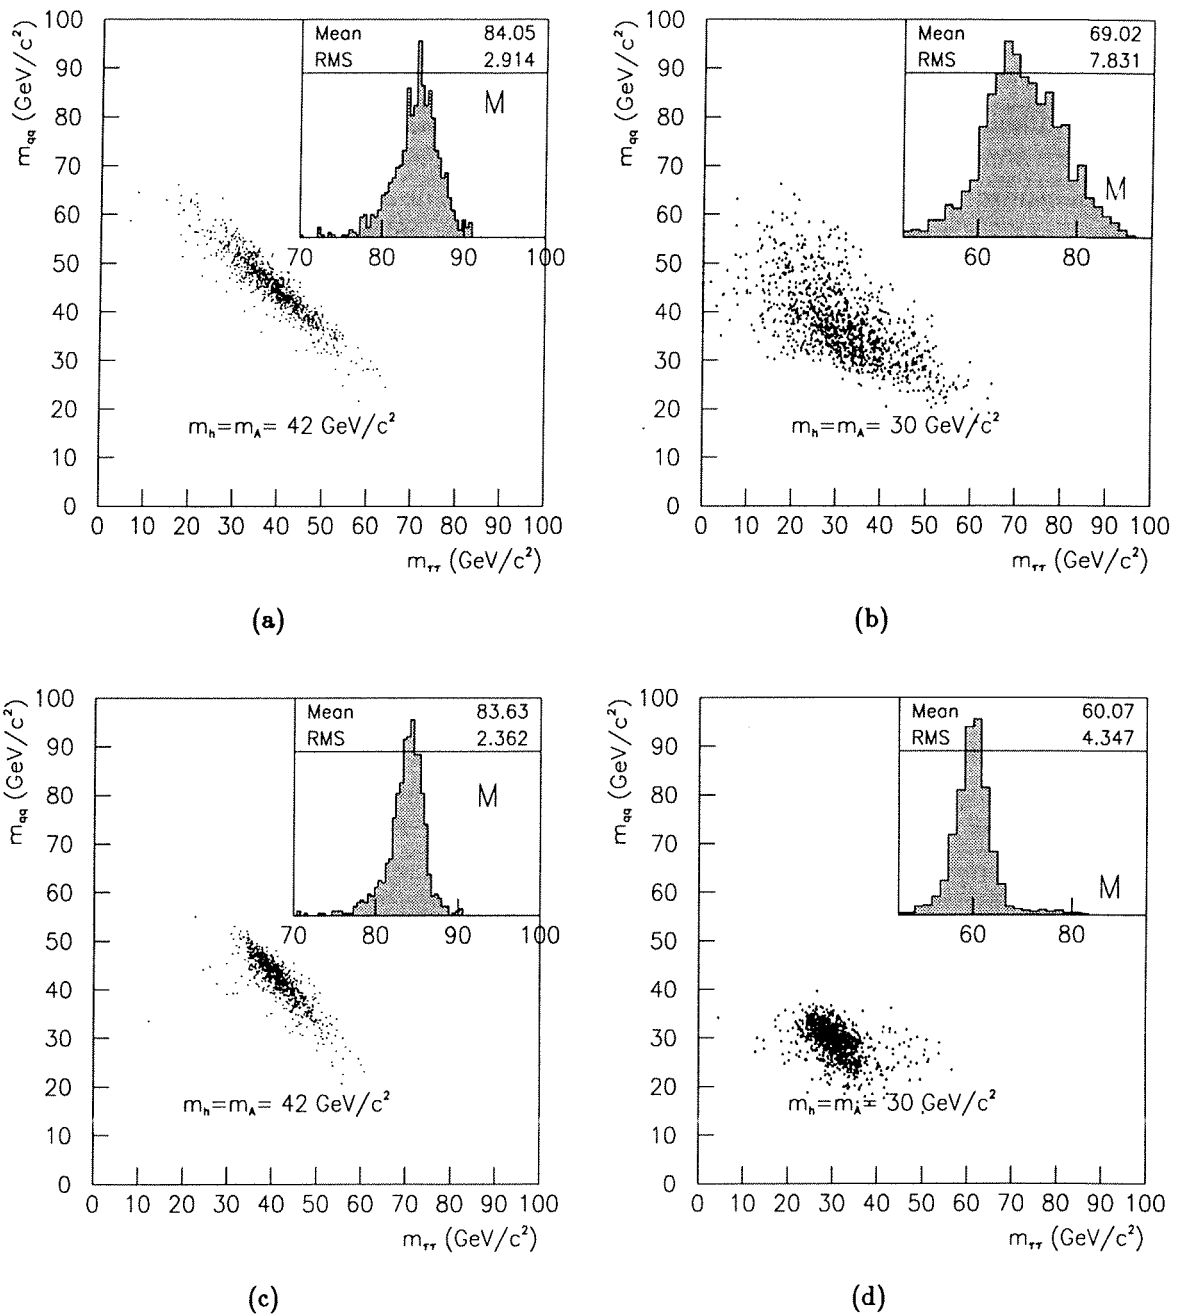 m_qq (GeV/c²)
100
90
80
70
60
50
40
30
20
10
0
Mean 84.05
RMS 2.914
M
70 80 90 100
m_h=m_A= 42 GeV/c²
0 10 20 30 40 50 60 70 80 90 100
m_ττ (GeV/c²)
(a)
m_qq (GeV/c²)
100
90
80
70
60
50
40
30
20
10
0
Mean 69.02
RMS 7.831
M
60 80
m_h=m_A= 30 GeV/c²
0 10 20 30 40 50 60 70 80 90 100
m_ττ (GeV/c²)
(b)
m_qq (GeV/c²)
100
90
80
70
60
50
40
30
20
10
0
Mean 83.63
RMS 2.362
M
70 80 90 100
m_h=m_A= 42 GeV/c²
0 10 20 30 40 50 60 70 80 90 100
m_ττ (GeV/c²)
(c)
m_qq (GeV/c²)
100
90
80
70
60
50
40
30
20
10
0
Mean 60.07
RMS 4.347
M
60 80
m_h=m_A= 30 GeV/c²
0 10 20 30 40 50 60 70 80 90 100
m_ττ (GeV/c²)
(d)